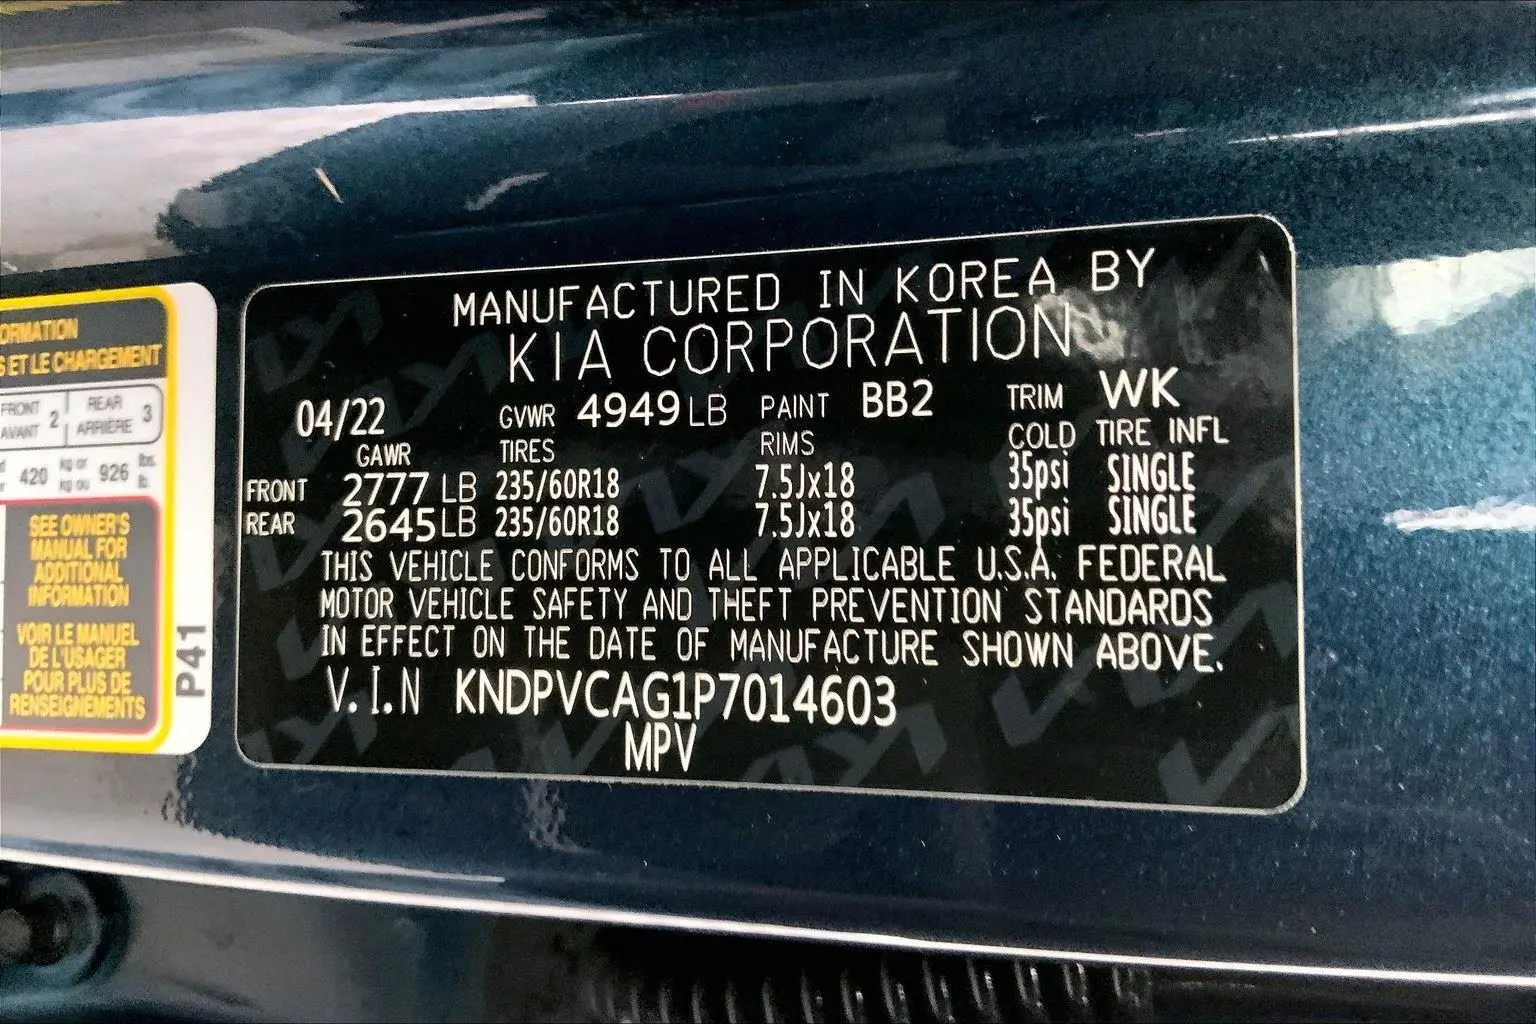 ORMATION
S ET LE CHARGEMENT
FRONT
AVANT 2
REAR
ARRIÈRE 3
420 kg or
kg ou 926 lbs.
lb.
SEE OWNER'S
MANUAL FOR
ADDITIONAL
INFORMATION
VOIR LE MANUEL
DE L'USAGER
POUR PLUS DE
RENSEIGNEMENTS
P41
MANUFACTURED IN KOREA BY
KIA CORPORATION
04/22 GVWR 4949 LB PAINT BB2 TRIM WK
GAWR TIRES RIMS COLD TIRE INFL
FRONT 2777 LB 235/60R18 7.5Jx18 35psi SINGLE
REAR 2645 LB 235/60R18 7.5Jx18 35psi SINGLE
THIS VEHICLE CONFORMS TO ALL APPLICABLE U.S.A. FEDERAL
MOTOR VEHICLE SAFETY AND THEFT PREVENTION STANDARDS
IN EFFECT ON THE DATE OF MANUFACTURE SHOWN ABOVE.
V.I.N KNDPVCAG1P7014603
MPV